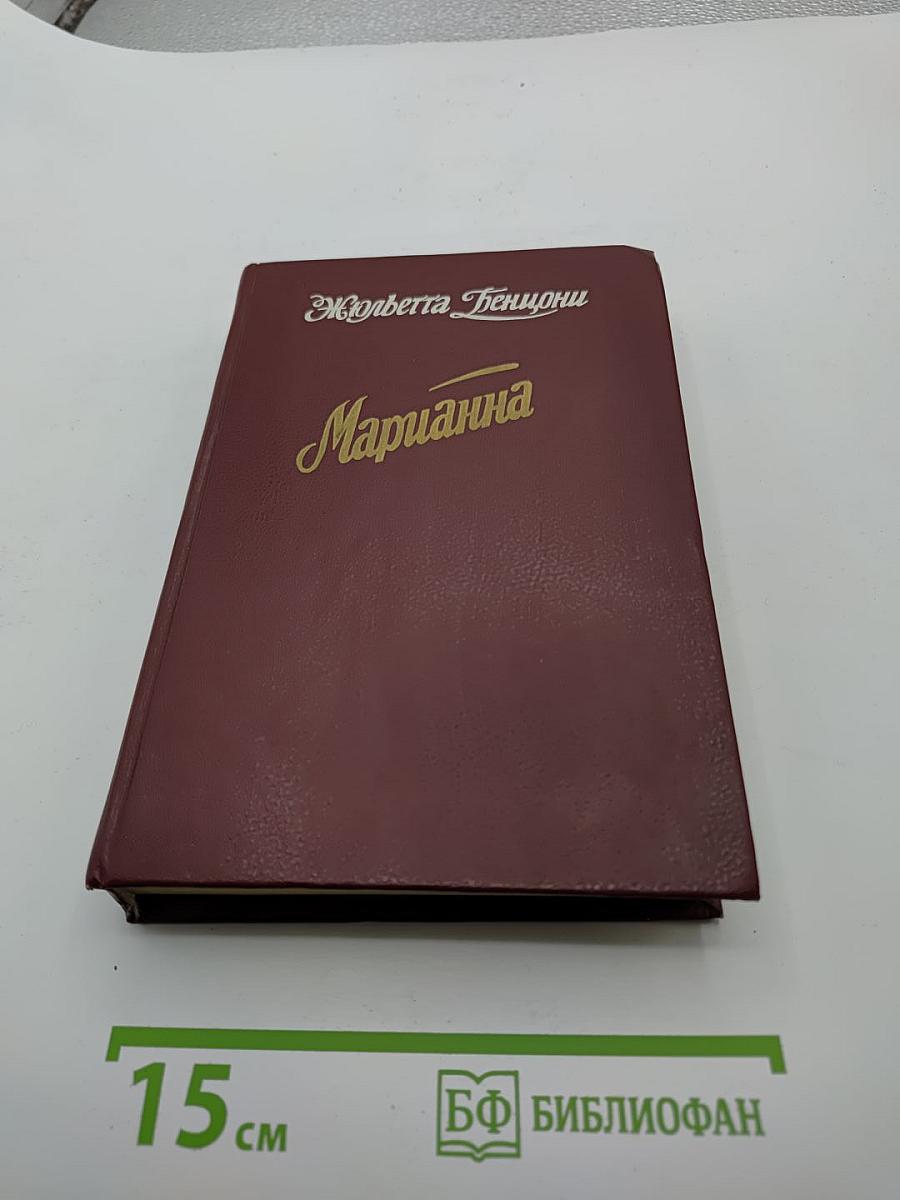 Жюльетта Бенцони
Марианна
15 см
БФ БИБЛИОФАН